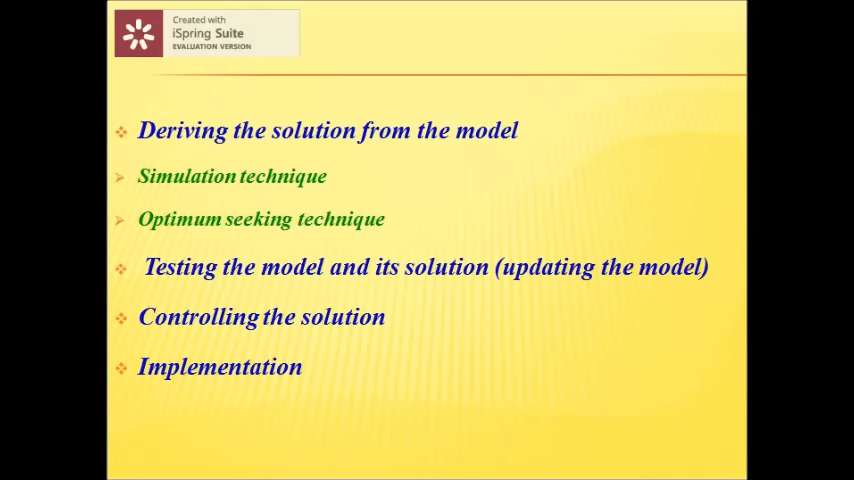 Created with
iSpring Suite
EVALUATION VERSION
Deriving the solution from the model
Simulation technique
Optimum seeking technique
Testing the model and its solution (updating the model)
Controlling the solution
Implementation